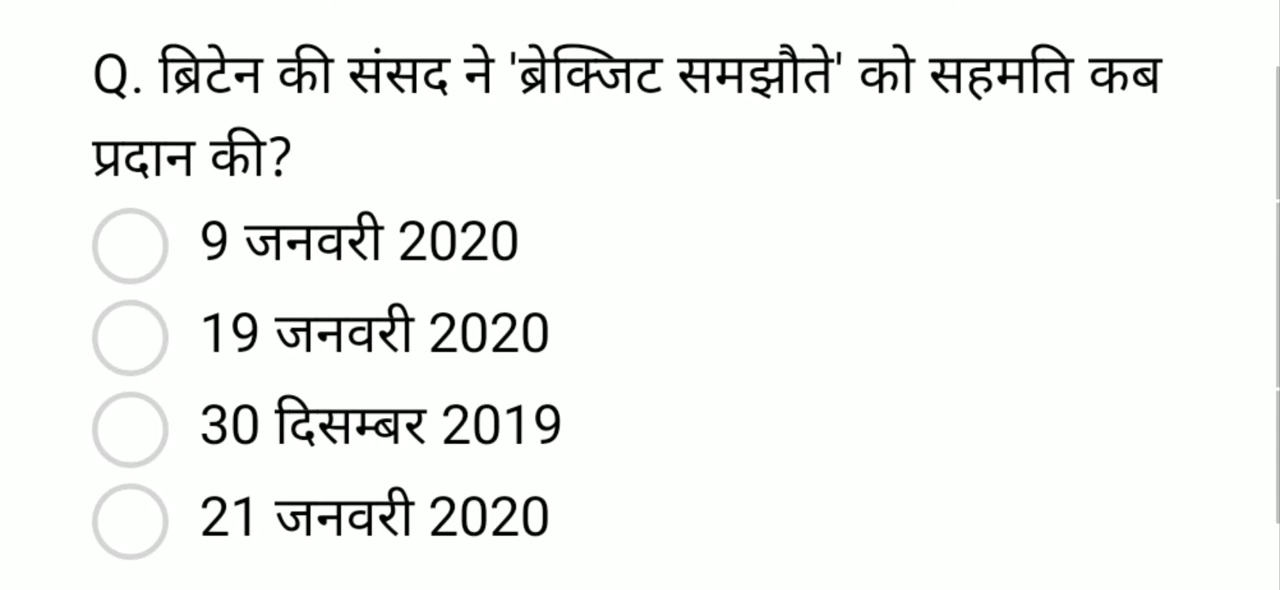 Q. ब्रिटेन की संसद ने 'ब्रेक्जिट समझौते' को सहमति कब
प्रदान की?
9 जनवरी 2020
19 जनवरी 2020
30 दिसम्बर 2019
21 जनवरी 2020